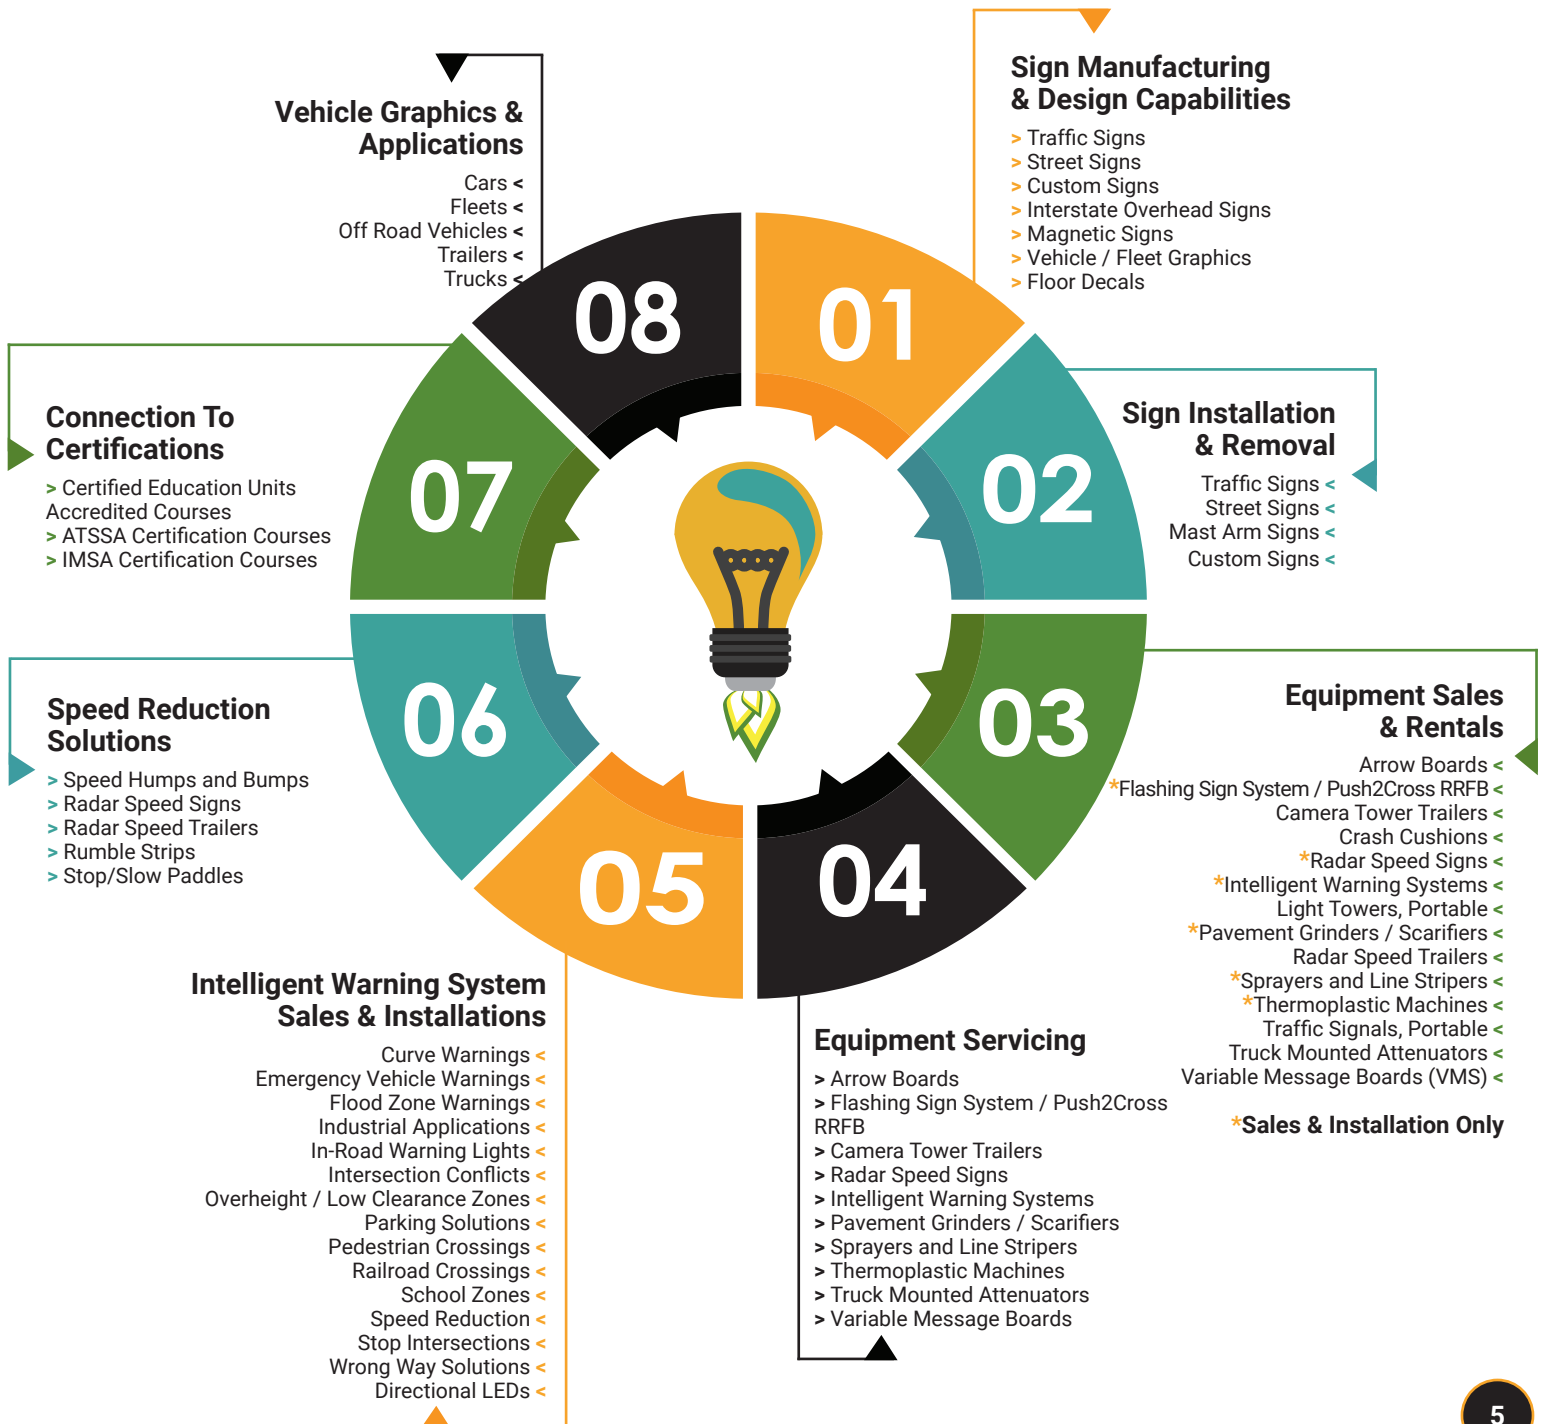 Sign Manufacturing
& Design Capabilities
> Traffic Signs
> Street Signs
> Custom Signs
> Interstate Overhead Signs
> Magnetic Signs
> Vehicle / Fleet Graphics
> Floor Decals
01
Sign Installation
& Removal
Traffic Signs <
Street Signs <
Mast Arm Signs <
Custom Signs <
02
Equipment Sales
& Rentals
Arrow Boards <
*Flashing Sign System / Push2Cross RRFB <
Camera Tower Trailers <
Crash Cushions <
*Radar Speed Signs <
*Intelligent Warning Systems <
Light Towers, Portable <
*Pavement Grinders / Scarifiers <
Radar Speed Trailers <
*Sprayers and Line Stripers <
*Thermoplastic Machines <
Traffic Signals, Portable <
Truck Mounted Attenuators <
Variable Message Boards (VMS) <
*Sales & Installation Only
03
Equipment Servicing
> Arrow Boards
> Flashing Sign System / Push2Cross
RRFB
> Camera Tower Trailers
> Radar Speed Signs
> Intelligent Warning Systems
> Pavement Grinders / Scarifiers
> Sprayers and Line Stripers
> Thermoplastic Machines
> Truck Mounted Attenuators
> Variable Message Boards
04
Intelligent Warning System
Sales & Installations
Curve Warnings <
Emergency Vehicle Warnings <
Flood Zone Warnings <
Industrial Applications <
In-Road Warning Lights <
Intersection Conflicts <
Overheight / Low Clearance Zones <
Parking Solutions <
Pedestrian Crossings <
Railroad Crossings <
School Zones <
Speed Reduction <
Stop Intersections <
Wrong Way Solutions <
Directional LEDs <
05
Speed Reduction
Solutions
> Speed Humps and Bumps
> Radar Speed Signs
> Radar Speed Trailers
> Rumble Strips
> Stop/Slow Paddles
06
Connection To
Certifications
> Certified Education Units
Accredited Courses
> ATSSA Certification Courses
> IMSA Certification Courses
07
Vehicle Graphics &
Applications
Cars <
Fleets <
Off Road Vehicles <
Trailers <
Trucks <
08
5